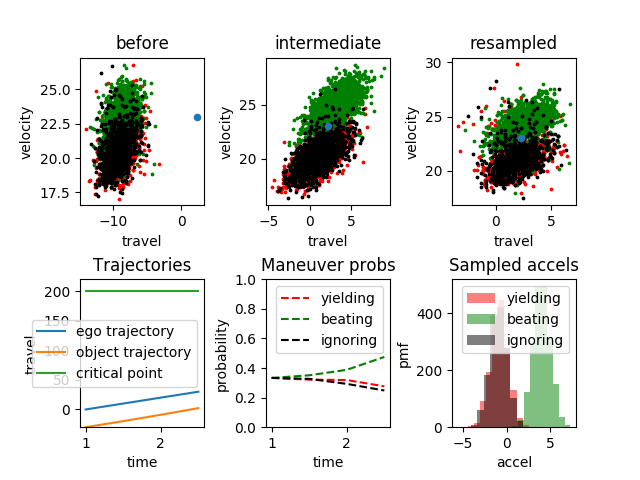 before
25.0
22.5
20.0
17.5
velocity
−10
0
travel
intermediate
25
20
velocity
−5
0
5
travel
resampled
30
25
20
velocity
0
5
travel
Trajectories
200
150
50
0
travel
ego trajectory
object trajectory
critical point
1
2
time
Maneuver probs
1.0
0.8
0.6
0.4
0.2
0.0
probability
yielding
beating
ignoring
1
2
time
Sampled accels
400
200
0
pmf
yielding
beating
ignoring
−5
0
5
accel